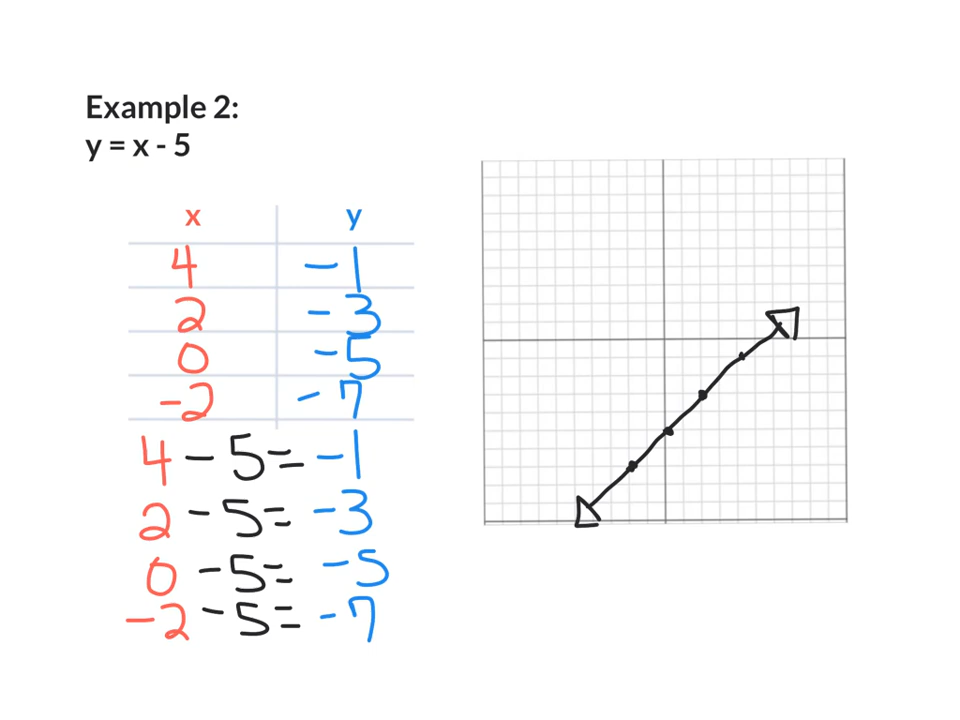 Example 2:
y = x - 5
x y
4 -1
2 -3
0 -5
-2 -7
4 - 5 = -1
2 - 5 = -3
0 - 5 = -5
-2 - 5 = -7